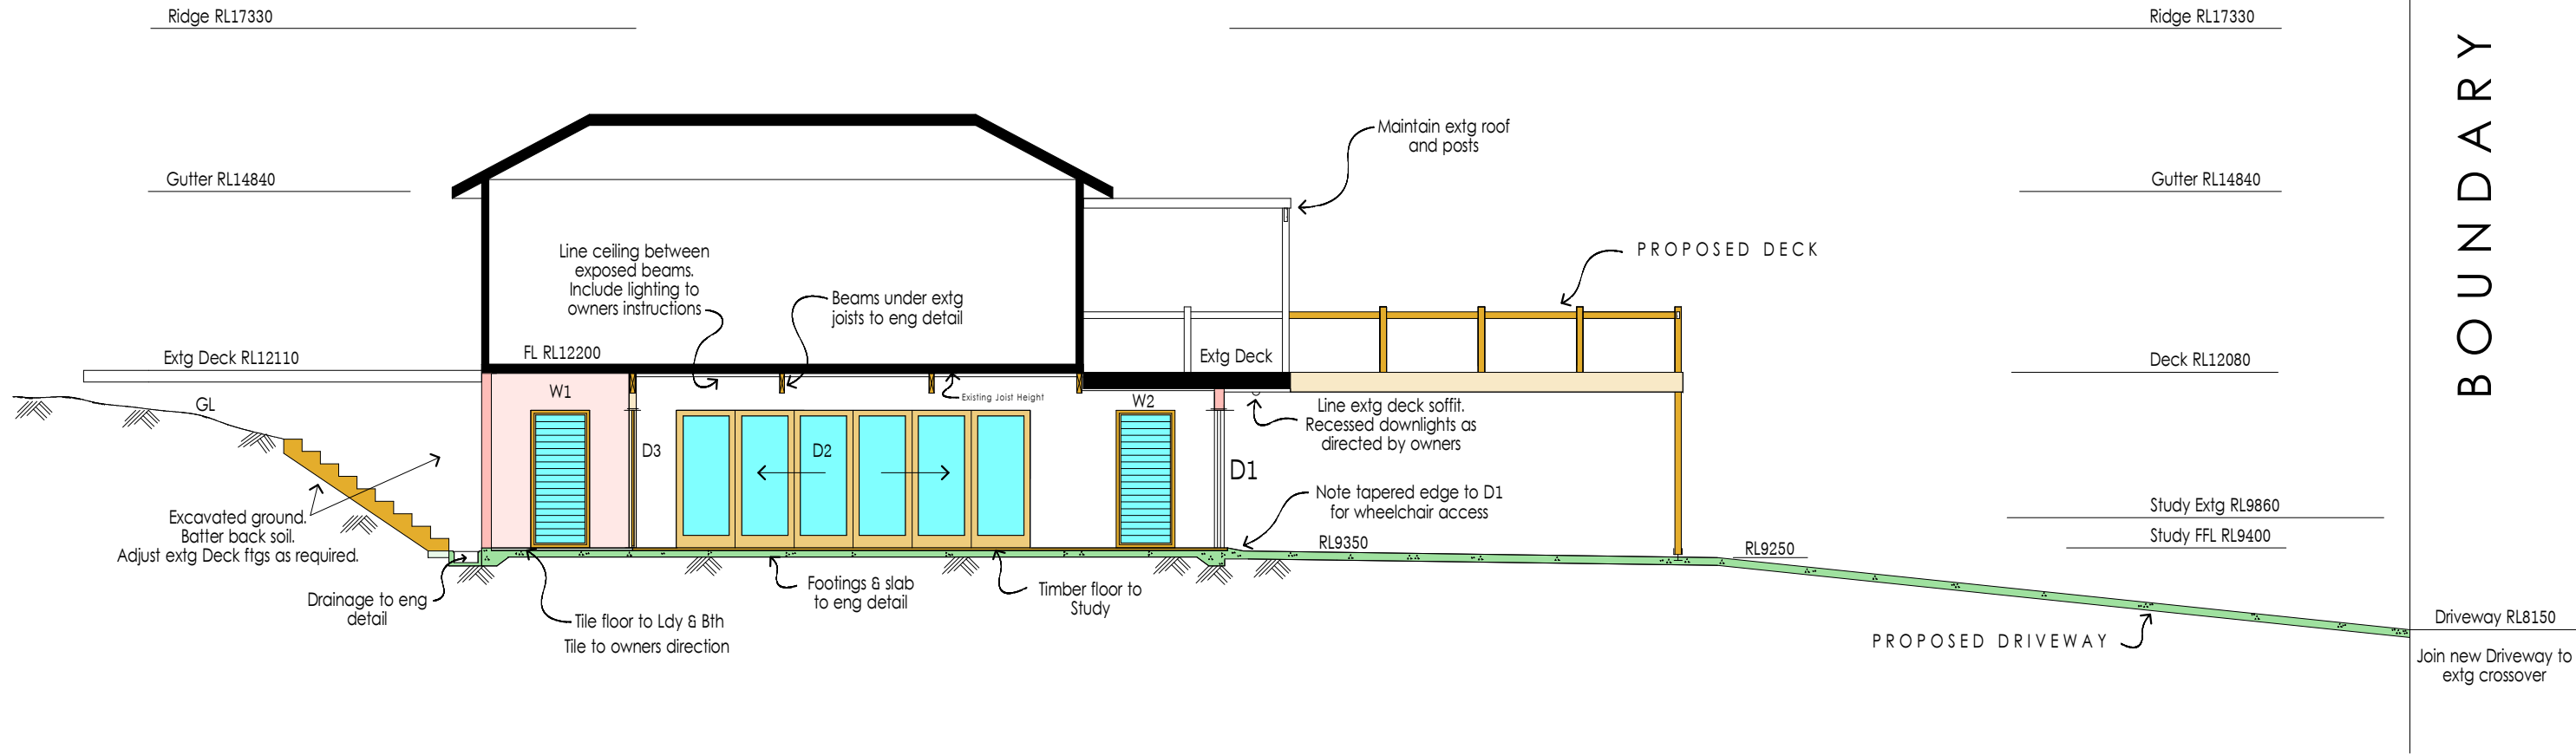 Ridge RL17330
Ridge RL17330
BOUNDARY
Maintain extg roof
and posts
Gutter RL14840
Gutter RL14840
PROPOSED DECK
Line ceiling between
exposed beams.
Include lighting to
owners instructions
Beams under extg
joists to eng detail
FL RL12200
Extg Deck RL12110
Extg Deck
Deck RL12080
W1
Existing Joist Height
W2
GL
Line extg deck soffit.
Recessed downlights as
directed by owners
D3
D2
D1
Note tapered edge to D1
for wheelchair access
Excavated ground.
Batter back soil.
Adjust extg Deck ftgs as required.
Study Extg RL9860
Study FFL RL9400
RL9350
RL9250
Drainage to eng
detail
Tile floor to Ldy & Bth
Tile to owners direction
Footings & slab
to eng detail
Timber floor to
Study
PROPOSED DRIVEWAY
Driveway RL8150
Join new Driveway to
extg crossover